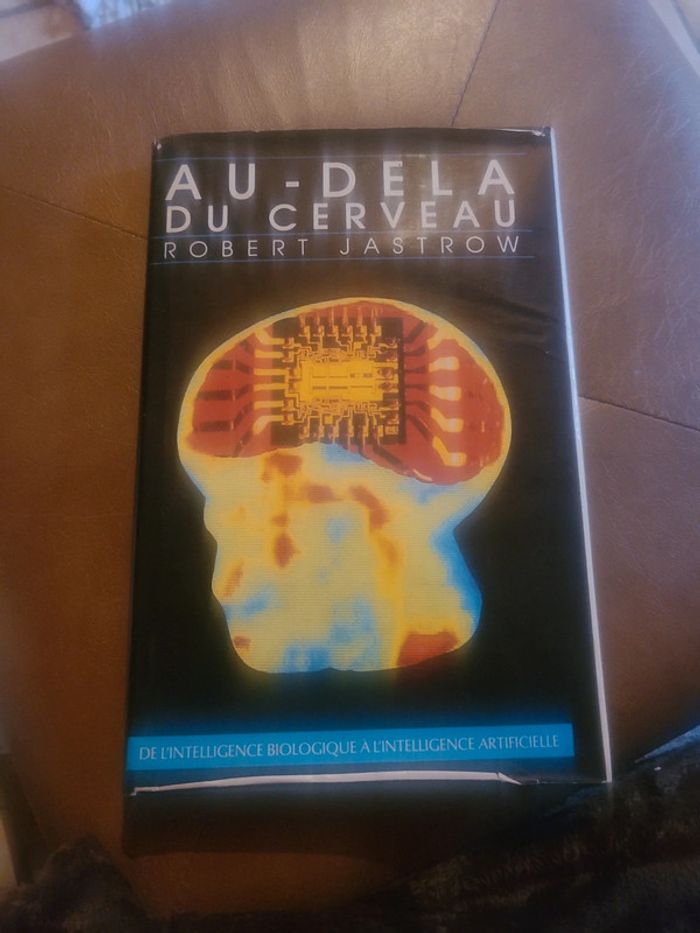 AU-DELA
DU CERVEAU
ROBERT JASTROW
DE L'INTELLIGENCE BIOLOGIQUE À L'INTELLIGENCE ARTIFICIELLE